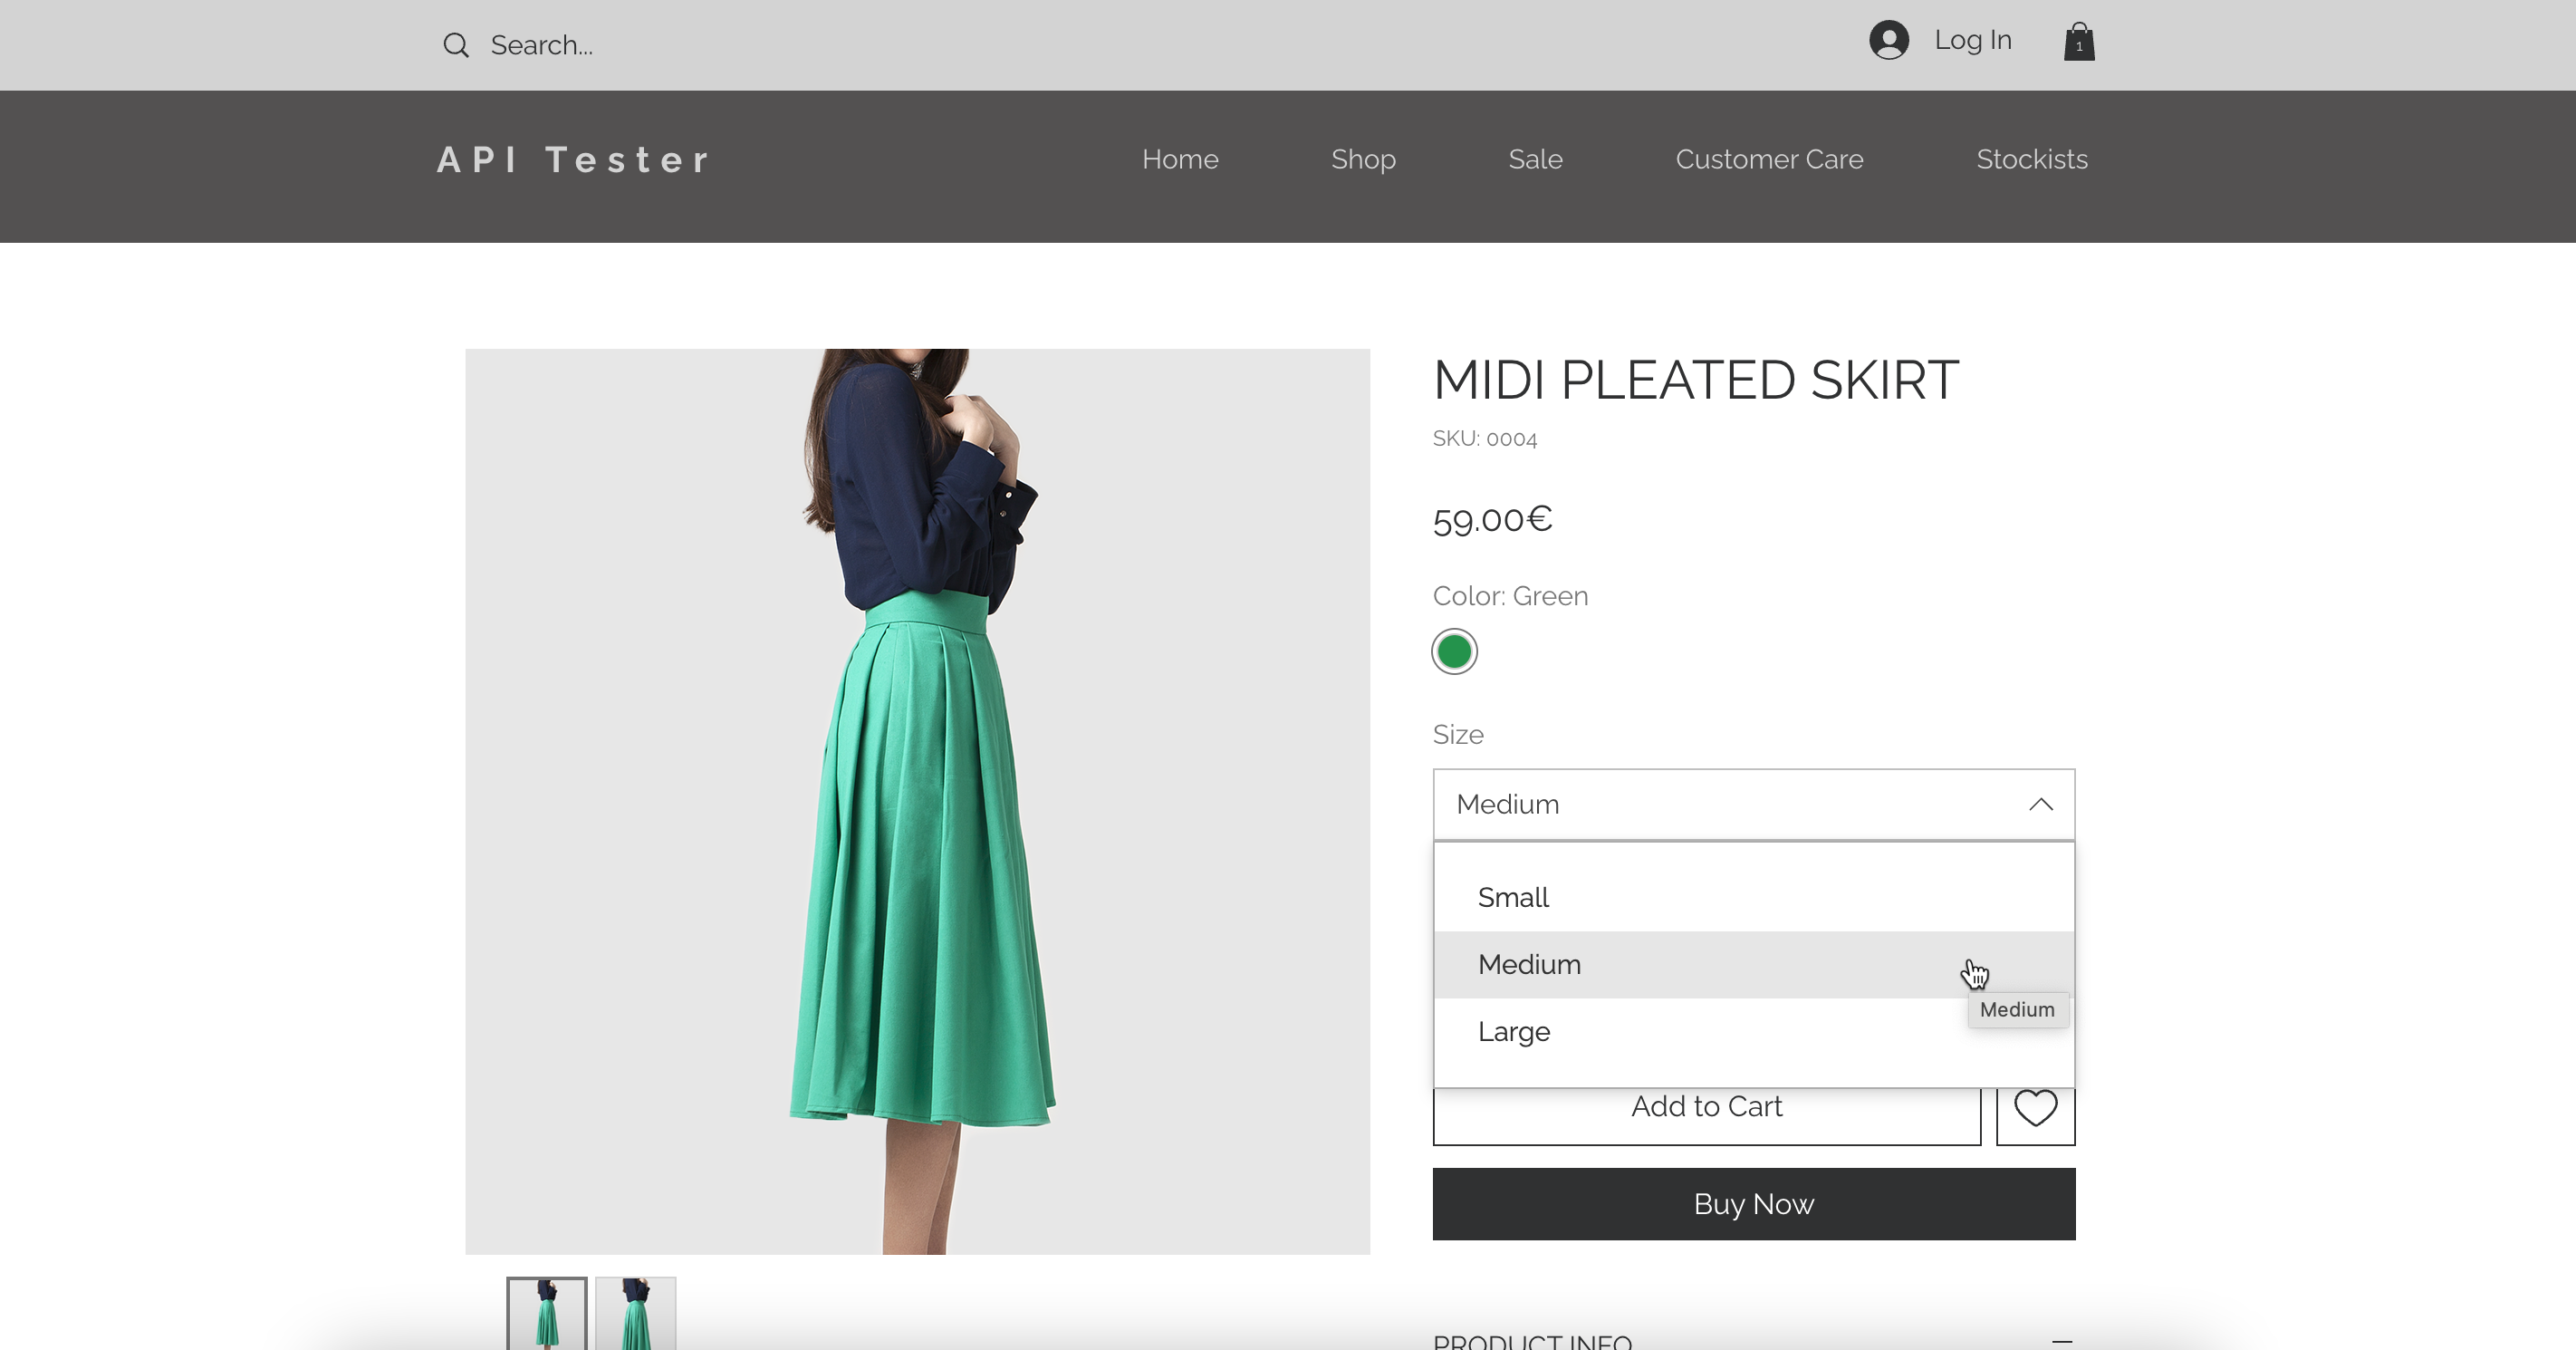 Search...
Log In
1
API Tester
Home
Shop
Sale
Customer Care
Stockists
MIDI PLEATED SKIRT
SKU: 0004
59.00€
Color: Green
Size
Medium
Small
Medium
Medium
Large
Add to Cart
Buy Now
PRODUCT INFO